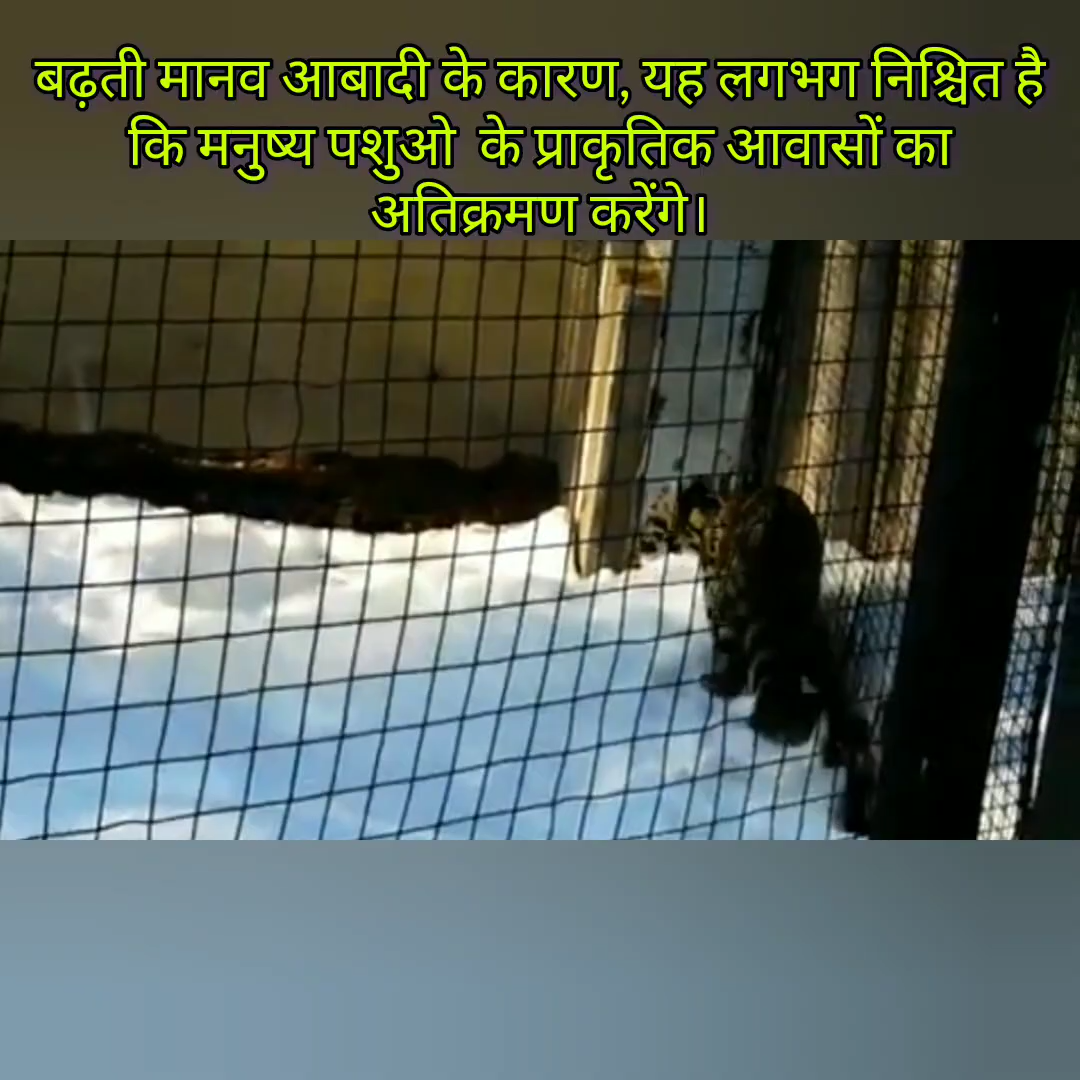 बढ़ती मानव आबादी के कारण, यह लगभग निश्चित है
कि मनुष्य पशुओ के प्राकृतिक आवासों का
अतिक्रमण करेंगे।